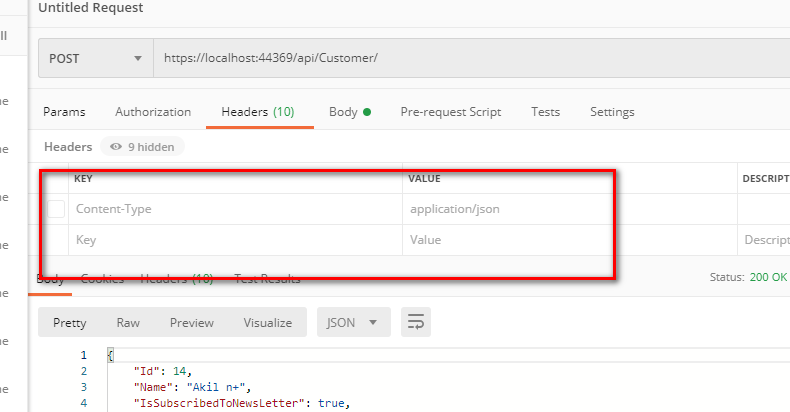 Untitled Request
ll
POST https://localhost:44369/api/Customer/
Params Authorization Headers (10) Body Pre-request Script Tests Settings
Headers 9 hidden
KEY VALUE DESCRIPT
Content-Type application/json
Key Value Descript
Body Cookies Headers (10) Test Results Status: 200 OK
Pretty Raw Preview Visualize JSON
1 {
2 "Id": 14,
3 "Name": "Akil n+",
4 "IsSubscribedToNewsLetter": true,